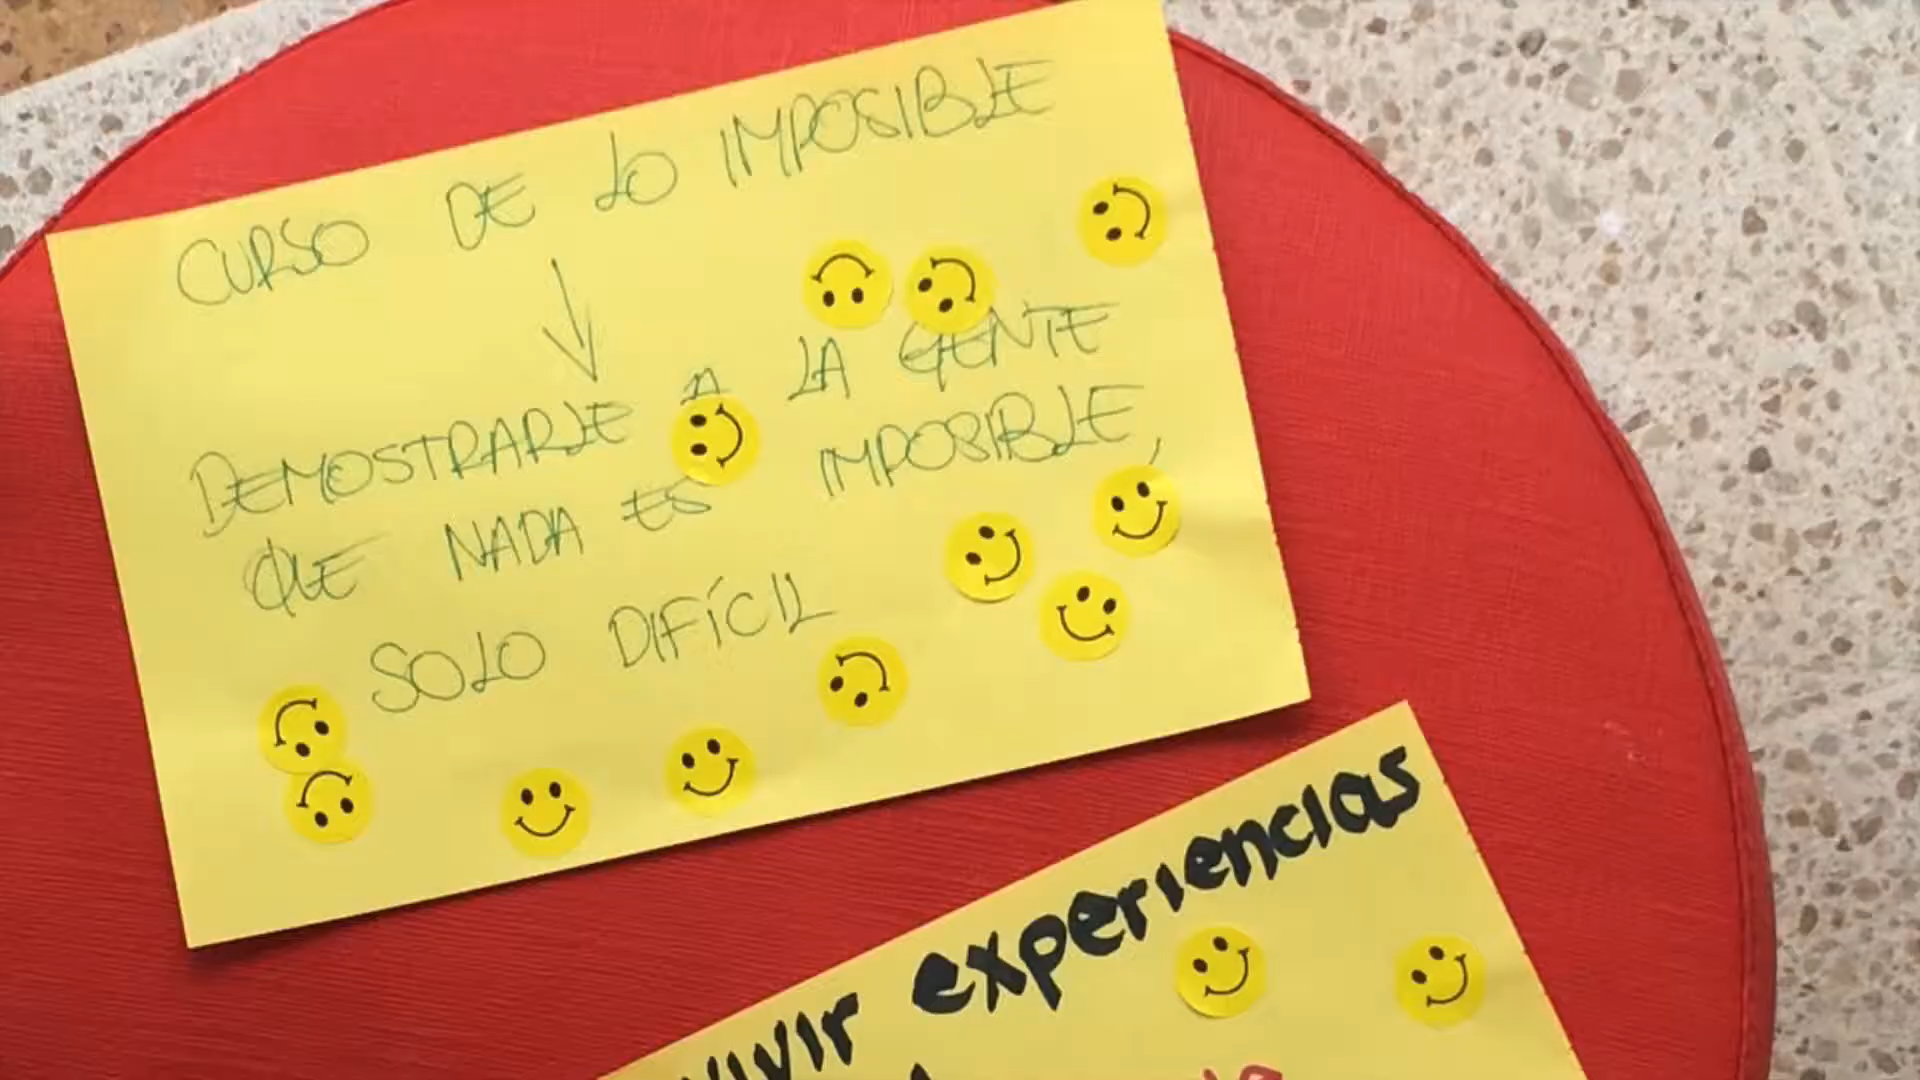 CURSO DE LO IMPOSIBLE
DEMOSTRARLE A LA GENTE
QUE NADA ES IMPOSIBLE,
SOLO DIFÍCIL
vivir experiencias